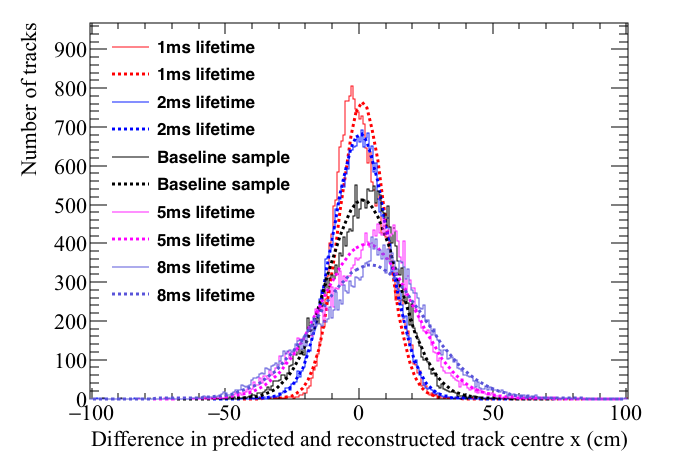 Number of tracks
900
800
700
600
500
400
300
200
100
0
1ms lifetime
1ms lifetime
2ms lifetime
2ms lifetime
Baseline sample
Baseline sample
5ms lifetime
5ms lifetime
8ms lifetime
8ms lifetime
−100 −50 0 50 100
Difference in predicted and reconstructed track centre x (cm)